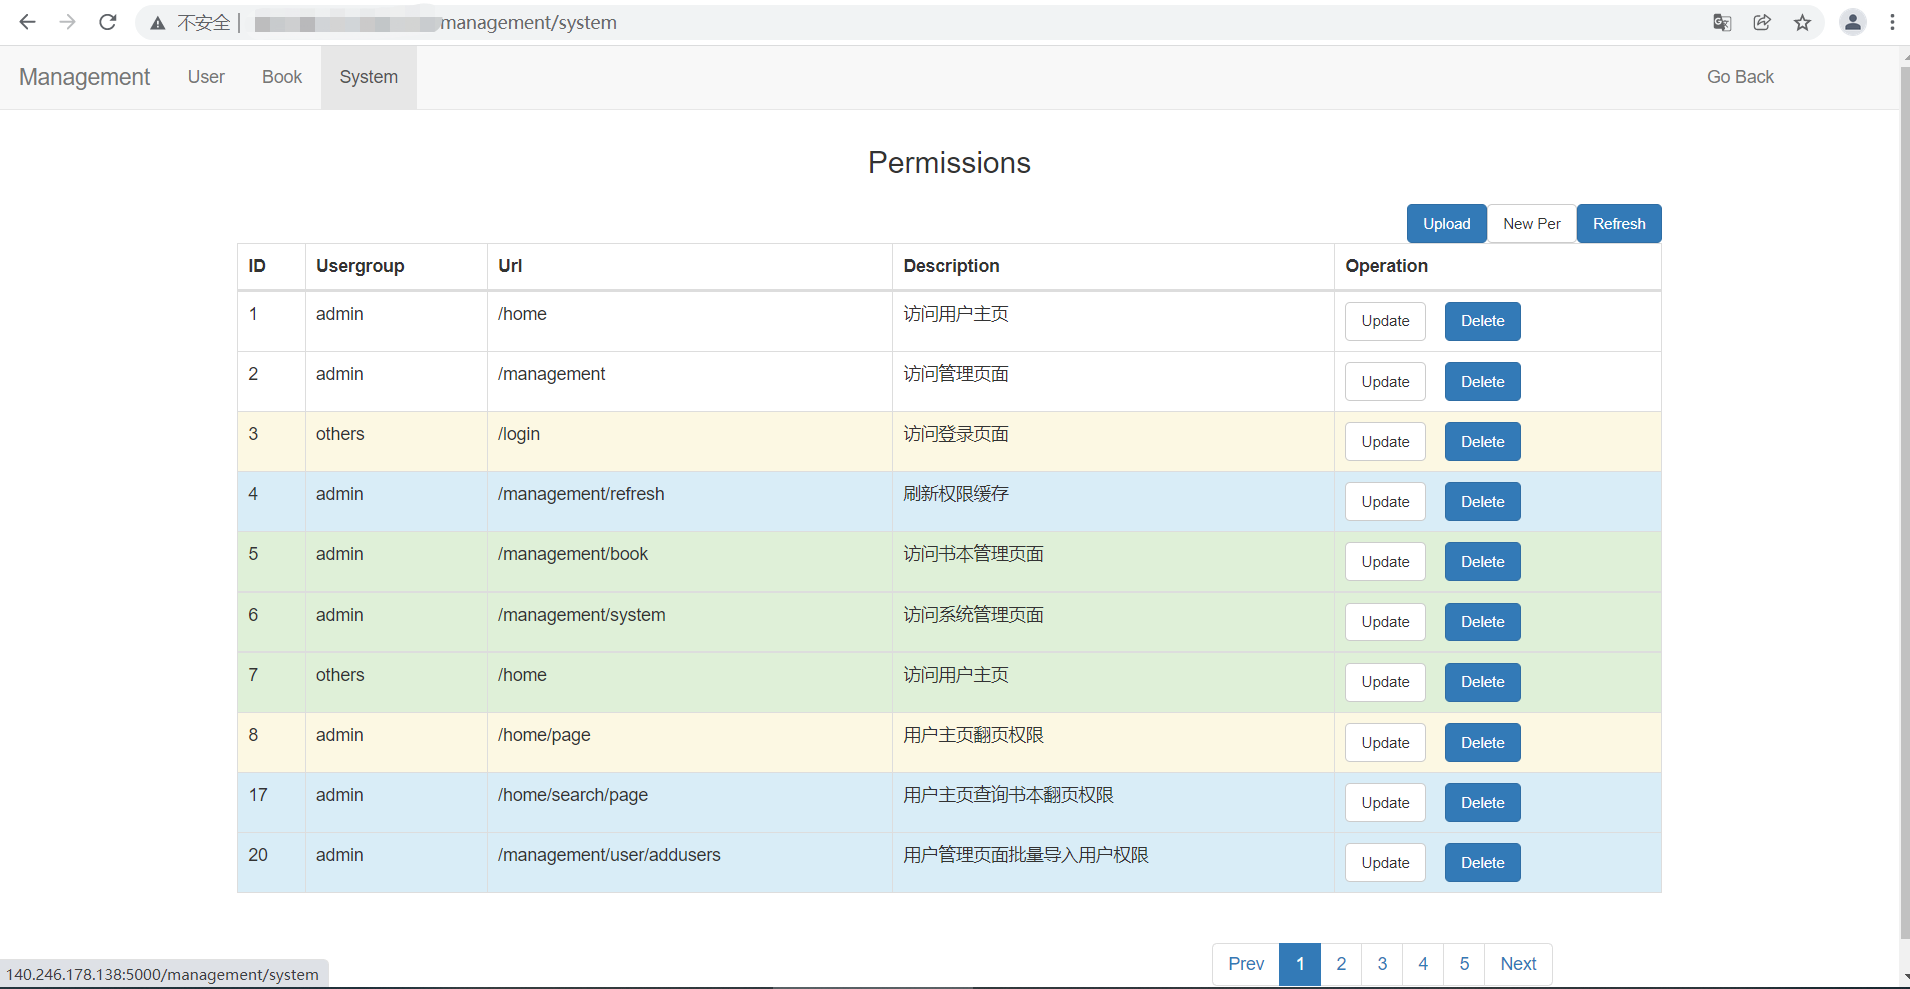 不安全 | management/system
Management User Book System Go Back
Permissions
Upload New Per Refresh
ID Usergroup Url Description Operation
1 admin /home 访问用户主页 Update Delete
2 admin /management 访问管理页面 Update Delete
3 others /login 访问登录页面 Update Delete
4 admin /management/refresh 刷新权限缓存 Update Delete
5 admin /management/book 访问书本管理页面 Update Delete
6 admin /management/system 访问系统管理页面 Update Delete
7 others /home 访问用户主页 Update Delete
8 admin /home/page 用户主页翻页权限 Update Delete
17 admin /home/search/page 用户主页查询书本翻页权限 Update Delete
20 admin /management/user/addusers 用户管理页面批量导入用户权限 Update Delete
Prev 1 2 3 4 5 Next
140.246.178.138:5000/management/system